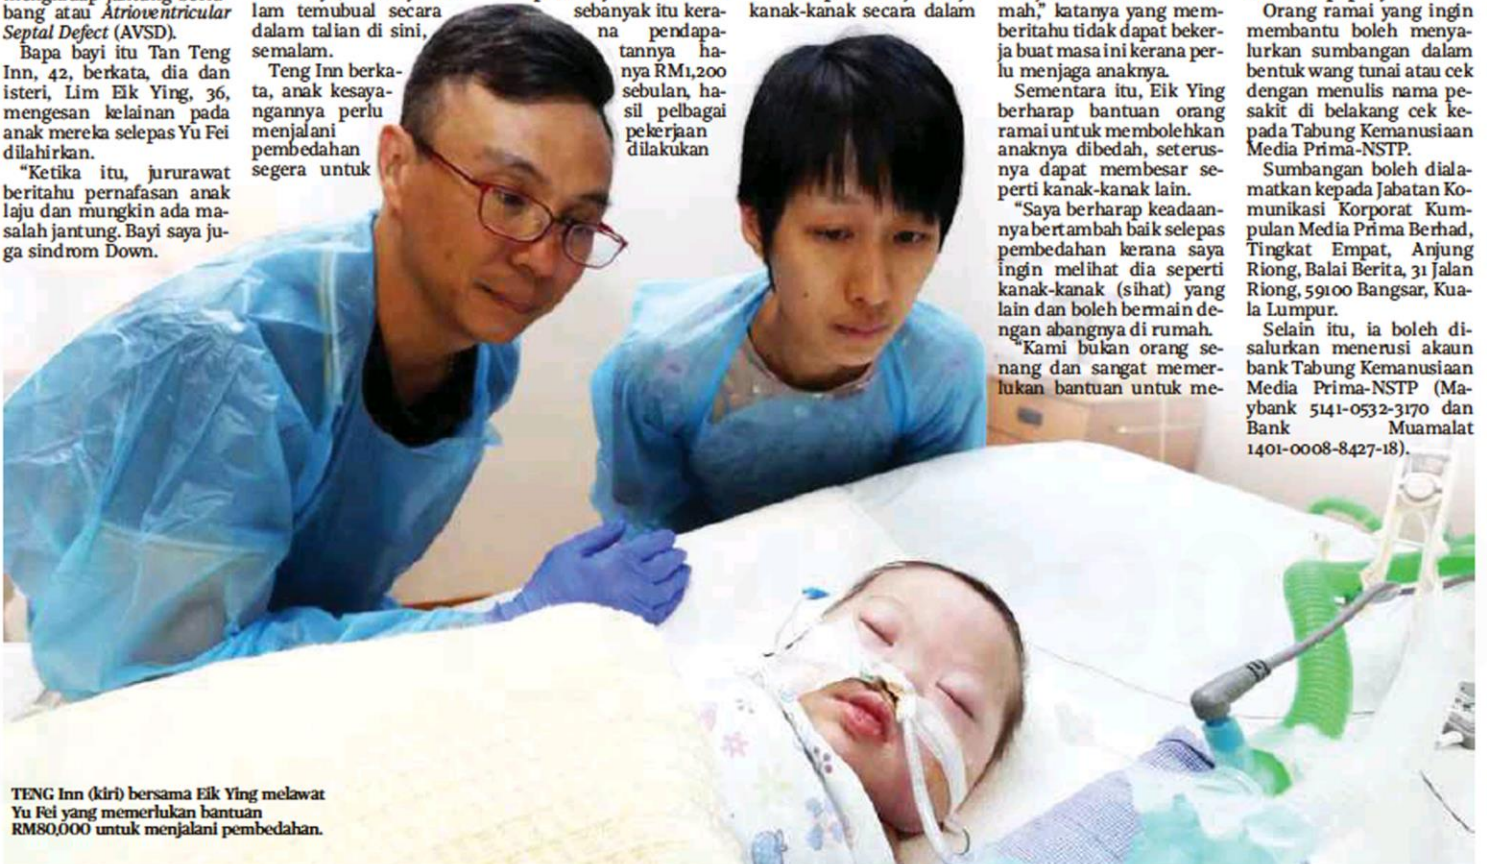 bang atau Atrioventricular
Septal Defect (AVSD).
Bapa bayi itu Tan Teng
Inn, 42, berkata, dia dan
isteri, Lim Eik Ying, 36,
mengesan kelainan pada
anak mereka selepas Yu Fei
dilahirkan.
“Ketika itu, jururawat
beritahu pernafasan anak
laju dan mungkin ada ma-
salah jantung. Bayi saya ju-
ga sindrom Down.
lam temubual secara
dalam talian di sini,
semalam.
Teng Inn berka-
ta, anak kesaya-
ngannya perlu
menjalani
pembedahan
segera untuk
sebanyak itu kera-
na pendapa-
tannya ha-
nya RM1,200
sebulan, ha-
sil pelbagai
pekerjaan
dilakukan
kanak-kanak secara dalam
mah,” katanya yang mem-
beritahu tidak dapat beker-
ja buat masa ini kerana per-
lu menjaga anaknya.
Sementara itu, Eik Ying
berharap bantuan orang
ramai untuk membolehkan
anaknya dibedah, seterus-
nya dapat membesar se-
perti kanak-kanak lain.
“Saya berharap keadaan-
nya bertambah baik selepas
pembedahan kerana saya
ingin melihat dia seperti
kanak-kanak (sihat) yang
lain dan boleh bermain de-
ngan abangnya di rumah.
“Kami bukan orang se-
nang dan sangat memer-
lukan bantuan untuk me-
Orang ramai yang ingin
membantu boleh menya-
lurkan sumbangan dalam
bentuk wang tunai atau cek
dengan menulis nama pe-
sakit di belakang cek ke-
pada Tabung Kemanusiaan
Media Prima-NSTP.
Sumbangan boleh diala-
matkan kepada Jabatan Ko-
munikasi Korporat Kum-
pulan Media Prima Berhad,
Tingkat Empat, Anjung
Riong, Balai Berita, 31 Jalan
Riong, 59100 Bangsar, Kua-
la Lumpur.
Selain itu, ia boleh di-
salurkan menerusi akaun
bank Tabung Kemanusiaan
Media Prima-NSTP (Ma-
ybank 5141-0532-3170 dan
Bank Muamalat
1401-0008-8427-18).
TENG Inn (kiri) bersama Eik Ying melawat
Yu Fei yang memerlukan bantuan
RM80,000 untuk menjalani pembedahan.